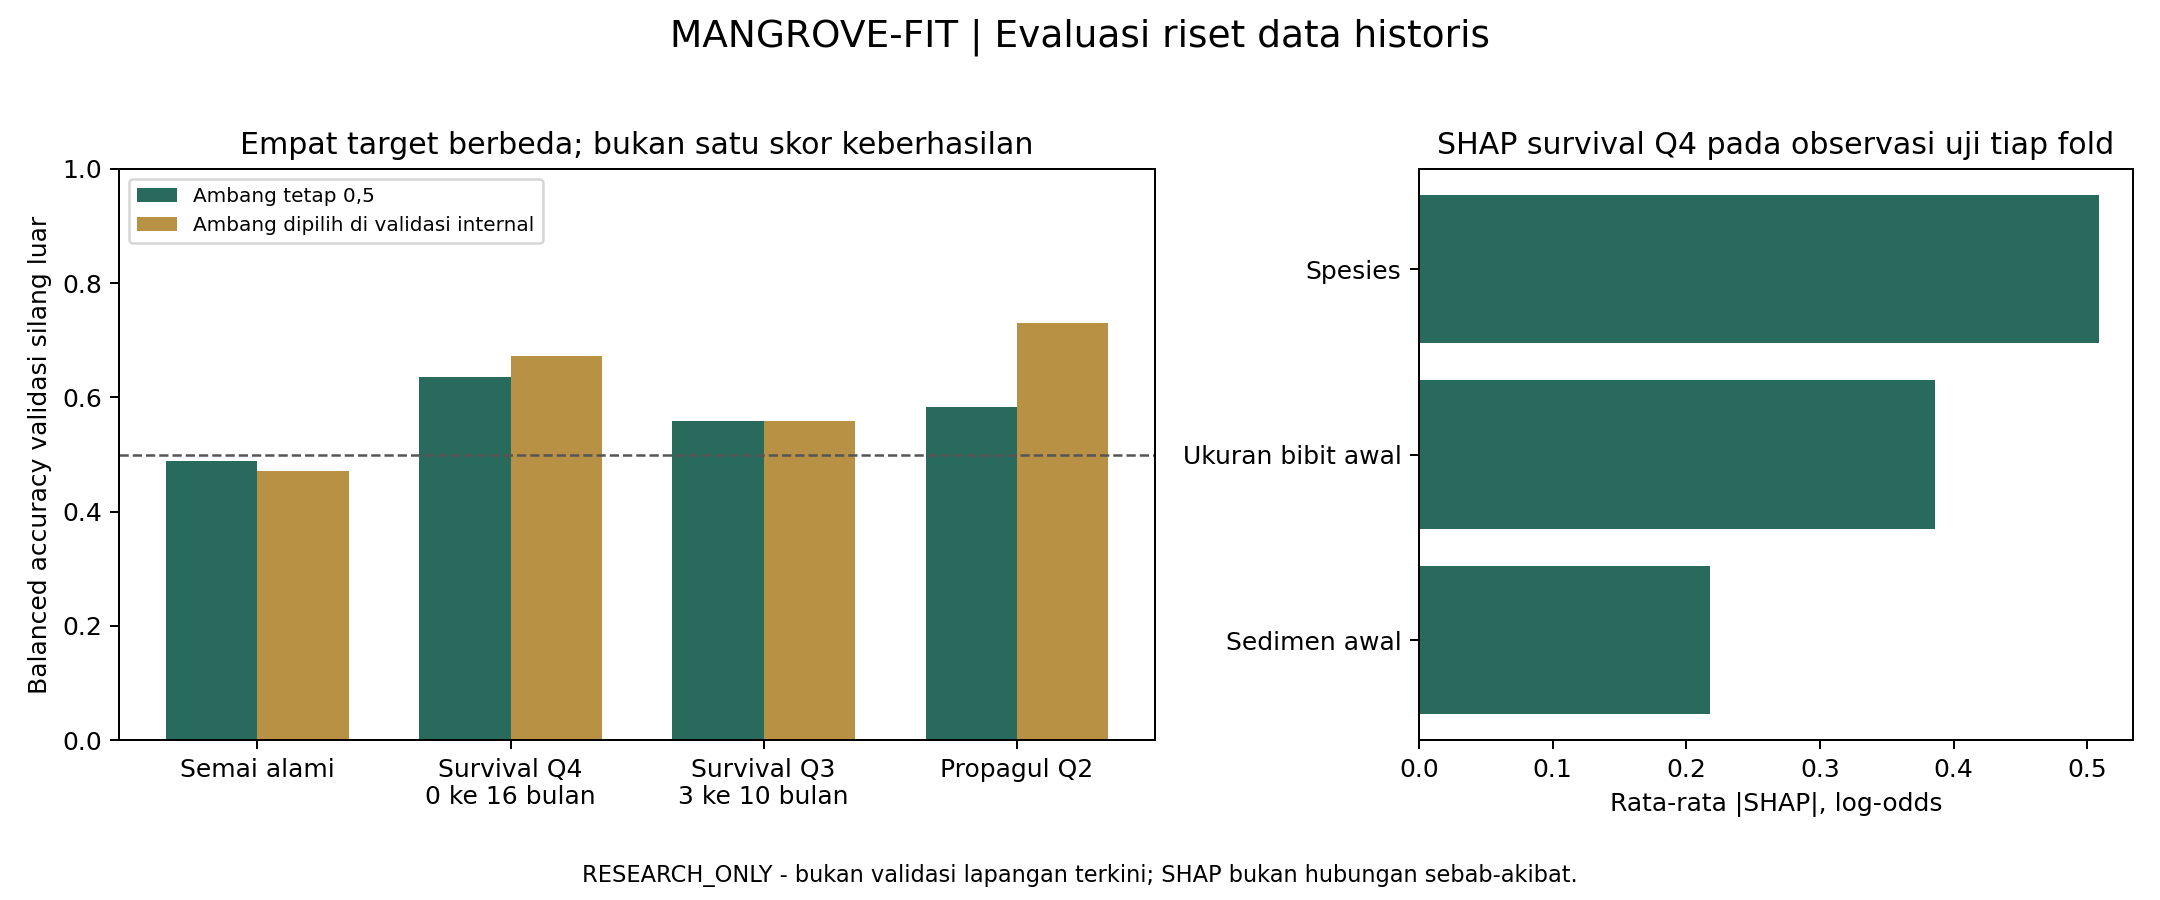 MANGROVE-FIT | Evaluasi riset data historis
Empat target berbeda; bukan satu skor keberhasilan
Balanced accuracy validasi silang luar
1.0
0.8
0.6
0.4
0.2
0.0
Ambang tetap 0,5
Ambang dipilih di validasi internal
Semai alami
Survival Q4
0 ke 16 bulan
Survival Q3
3 ke 10 bulan
Propagul Q2
SHAP survival Q4 pada observasi uji tiap fold
Spesies
Ukuran bibit awal
Sedimen awal
0.0 0.1 0.2 0.3 0.4 0.5
Rata-rata |SHAP|, log-odds
RESEARCH_ONLY - bukan validasi lapangan terkini; SHAP bukan hubungan sebab-akibat.